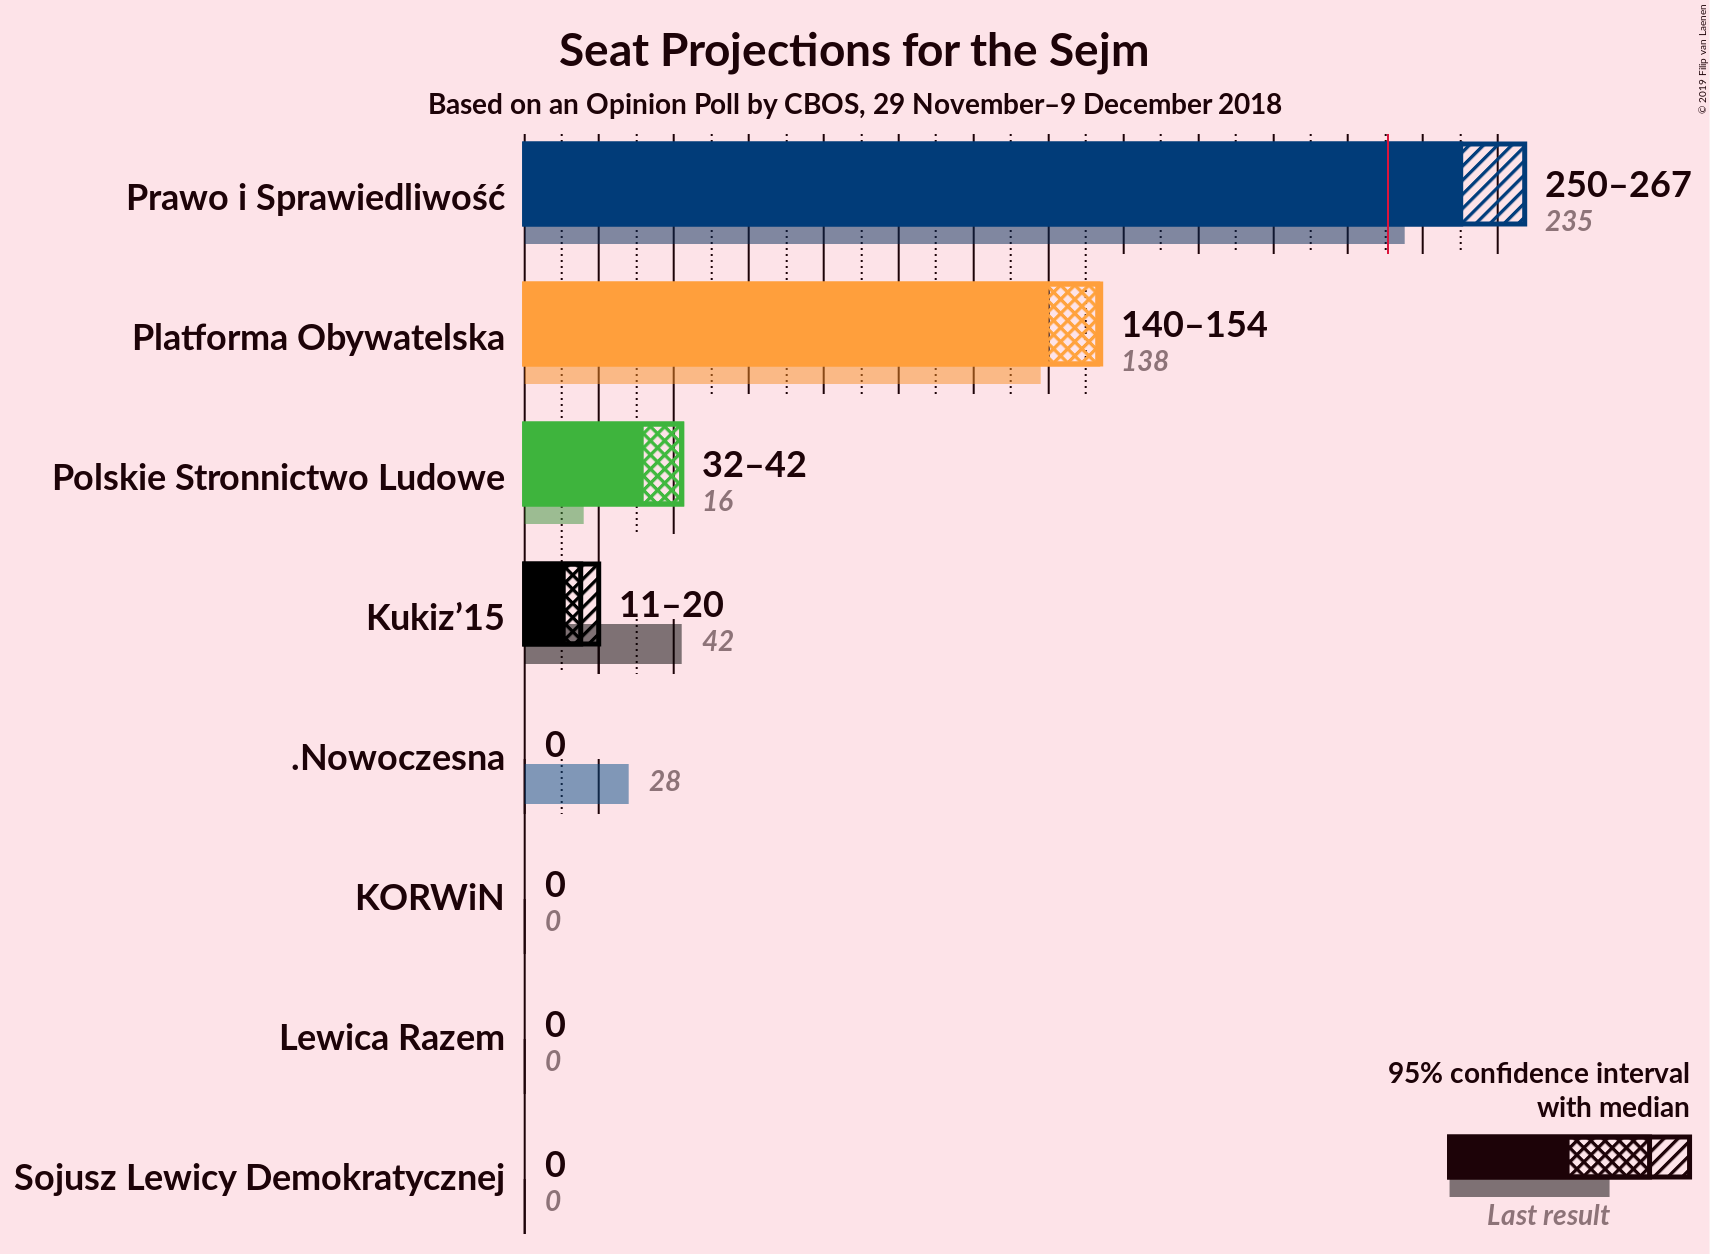 Seat Projections for the Sejm
Based on an Opinion Poll by CBOS, 29 November–9 December 2018
© 2019 Filip van Laenen
Prawo i Sprawiedliwość
250–267
235
Platforma Obywatelska
140–154
138
Polskie Stronnictwo Ludowe
32–42
16
Kukiz’15
11–20
42
.Nowoczesna
0
28
KORWiN
0
0
Lewica Razem
0
0
Sojusz Lewicy Demokratycznej
0
0
95% confidence interval
with median
Last result